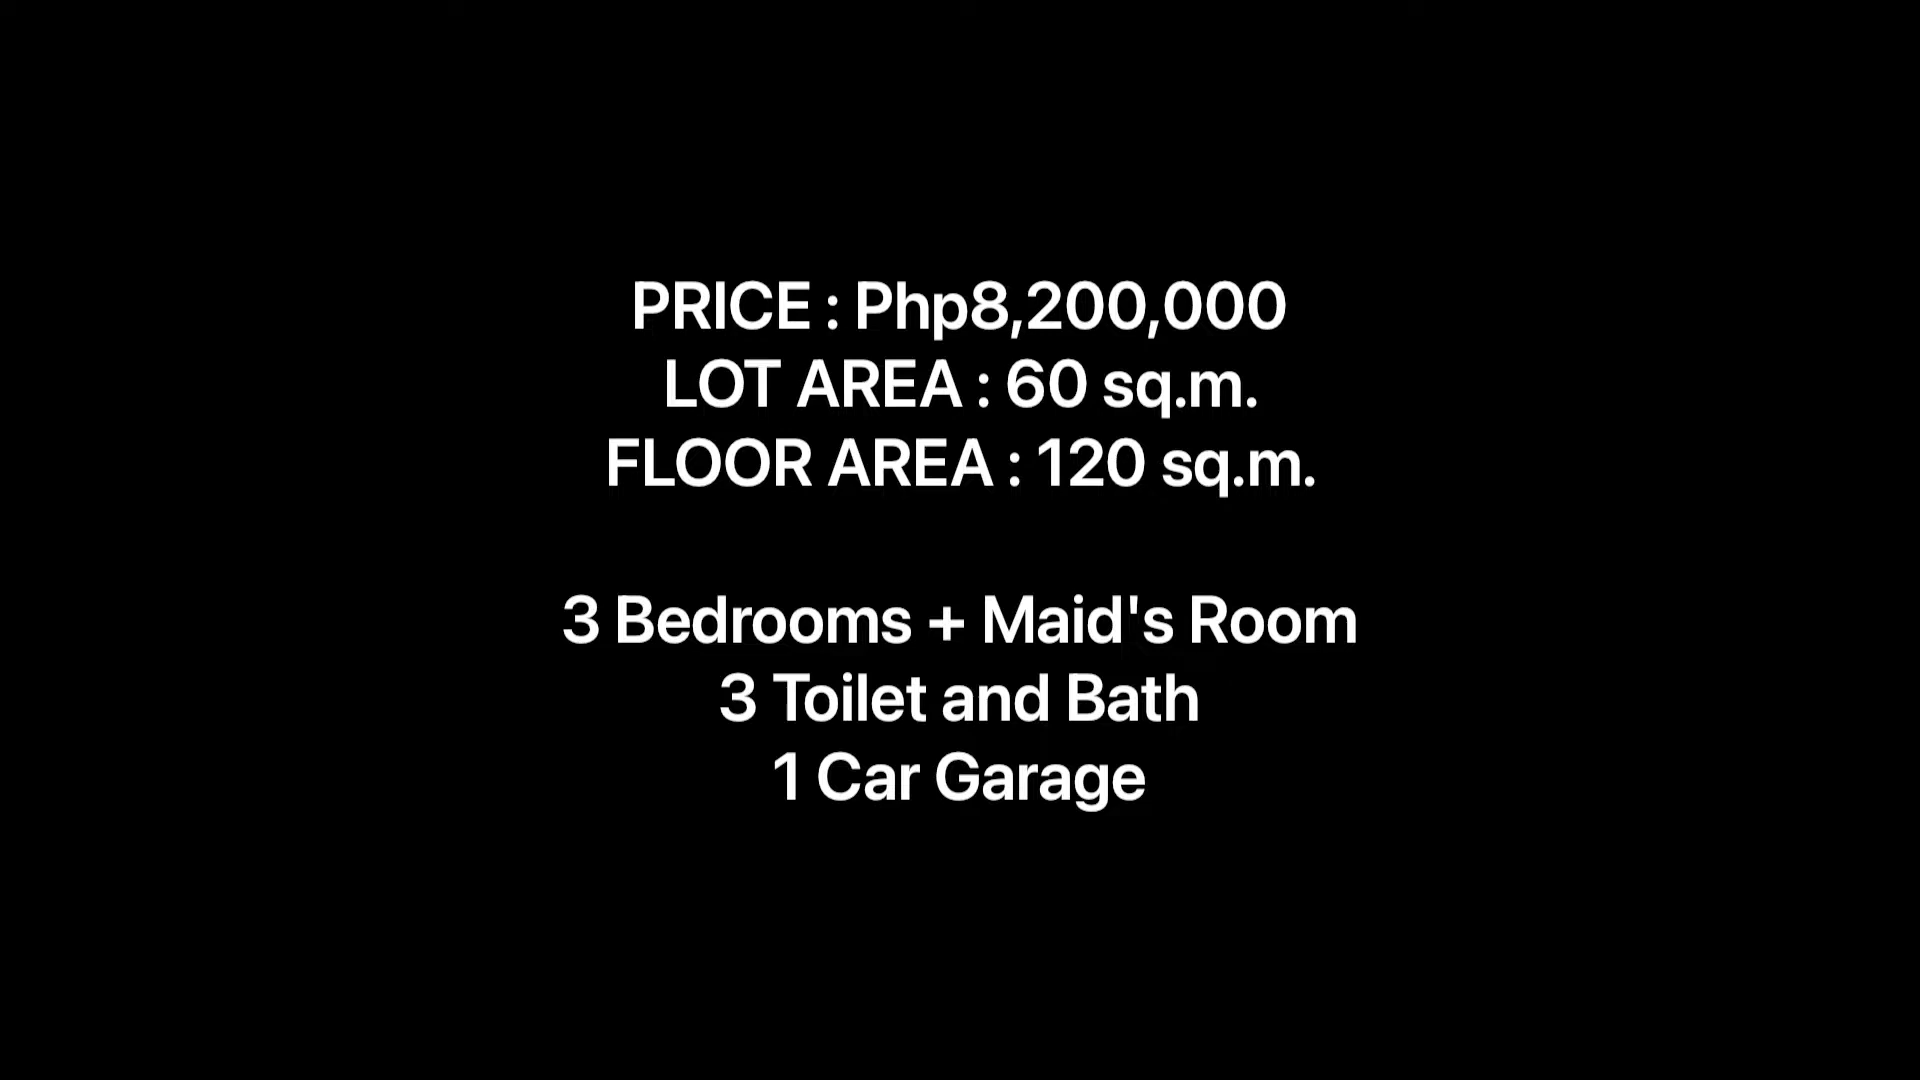 PRICE : Php8,200,000
LOT AREA : 60 sq.m.
FLOOR AREA : 120 sq.m.
3 Bedrooms + Maid's Room
3 Toilet and Bath
1 Car Garage